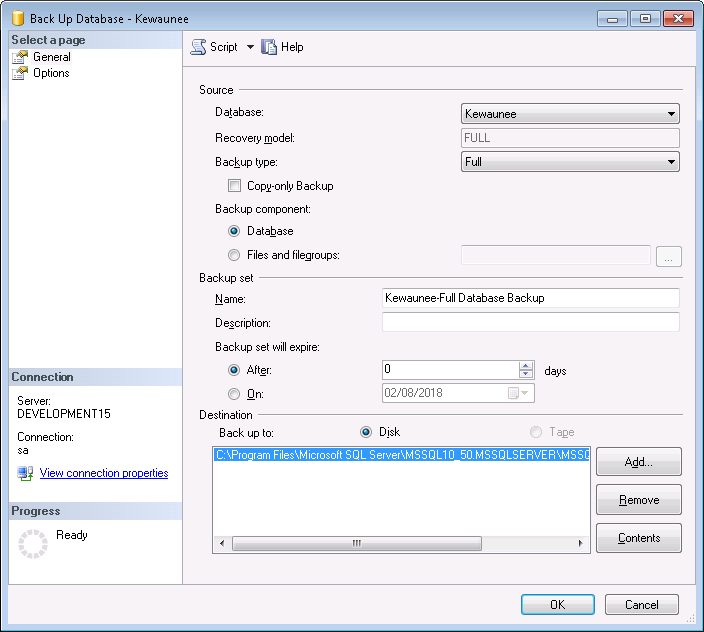 Back Up Database - Kewaunee
Select a page
General
Options
Script
Help
Source
Database:
Kewaunee
Recovery model:
FULL
Backup type:
Full
Copy-only Backup
Backup component:
Database
Files and filegroups:
...
Backup set
Name:
Kewaunee-Full Database Backup
Description:
Backup set will expire:
After:
0
days
On:
02/08/2018
Destination
Back up to:
Disk
Tape
C:\Program Files\Microsoft SQL Server\MSSQL10_50.MSSQLSERVER\MSSQ
Add...
Remove
Contents
Connection
Server:
DEVELOPMENT15
Connection:
sa
View connection properties
Progress
Ready
OK
Cancel